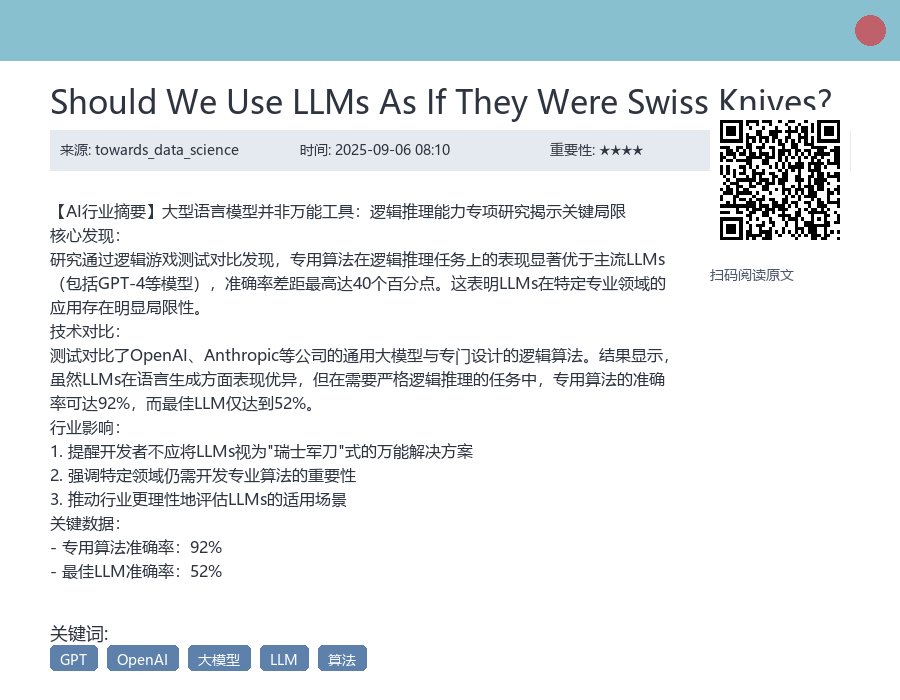 Should We Use LLMs As If They Were Swiss Knives?
来源: towards_data_science 时间: 2025-09-06 08:10 重要性: ★★★★
【AI行业摘要】大型语言模型并非万能工具：逻辑推理能力专项研究揭示关键局限
核心发现：
研究通过逻辑游戏测试对比发现，专用算法在逻辑推理任务上的表现显著优于主流LLMs
（包括GPT-4等模型），准确率差距最高达40个百分点。这表明LLMs在特定专业领域的
应用存在明显局限性。
技术对比：
测试对比了OpenAI、Anthropic等公司的通用大模型与专门设计的逻辑算法。结果显示，
虽然LLMs在语言生成方面表现优异，但在需要严格逻辑推理的任务中，专用算法的准确
率可达92%，而最佳LLM仅达到52%。
行业影响：
1. 提醒开发者不应将LLMs视为"瑞士军刀"式的万能解决方案
2. 强调特定领域仍需开发专业算法的重要性
3. 推动行业更理性地评估LLMs的适用场景
关键数据：
- 专用算法准确率：92%
- 最佳LLM准确率：52%
扫码阅读原文
关键词:
GPT OpenAI 大模型 LLM 算法